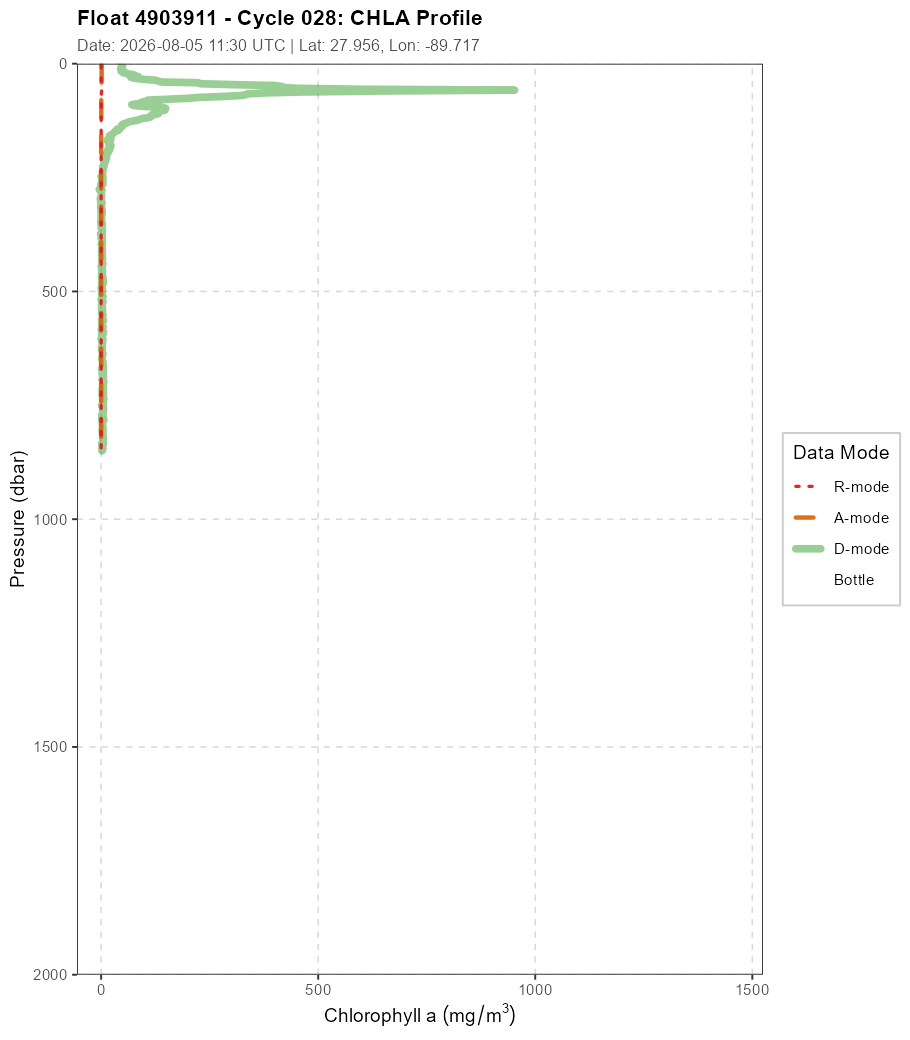 Float 4903911 - Cycle 028: CHLA Profile
Date: 2026-08-05 11:30 UTC | Lat: 27.956, Lon: -89.717
0
500
1000
1500
2000
Pressure (dbar)
0 500 1000 1500
Chlorophyll a (mg/m³)
Data Mode
R-mode
A-mode
D-mode
Bottle